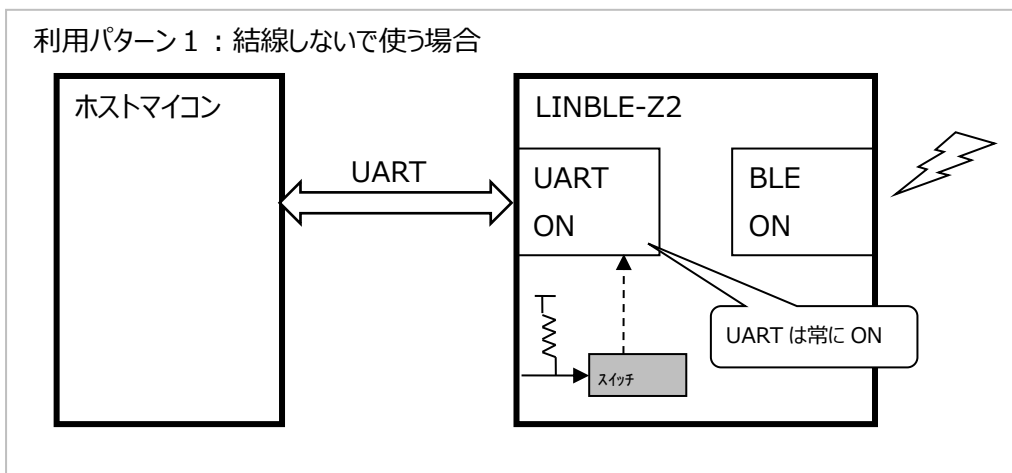 利用パターン１：結線しないで使う場合
ホストマイコン
LINBLE-Z2
UART
UART
ON
BLE
ON
UART は常に ON
スイッチ